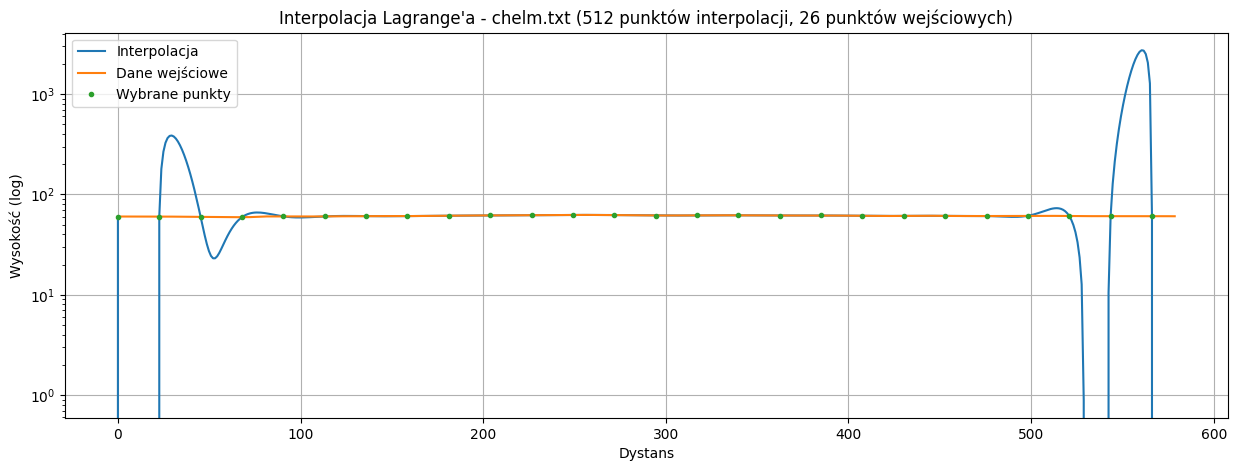 Interpolacja Lagrange'a - chelm.txt (512 punktów interpolacji, 26 punktów wejściowych)
Interpolacja
Dane wejściowe
Wybrane punkty
10³
10²
10¹
10⁰
Wysokość (log)
0 100 200 300 400 500 600
Dystans